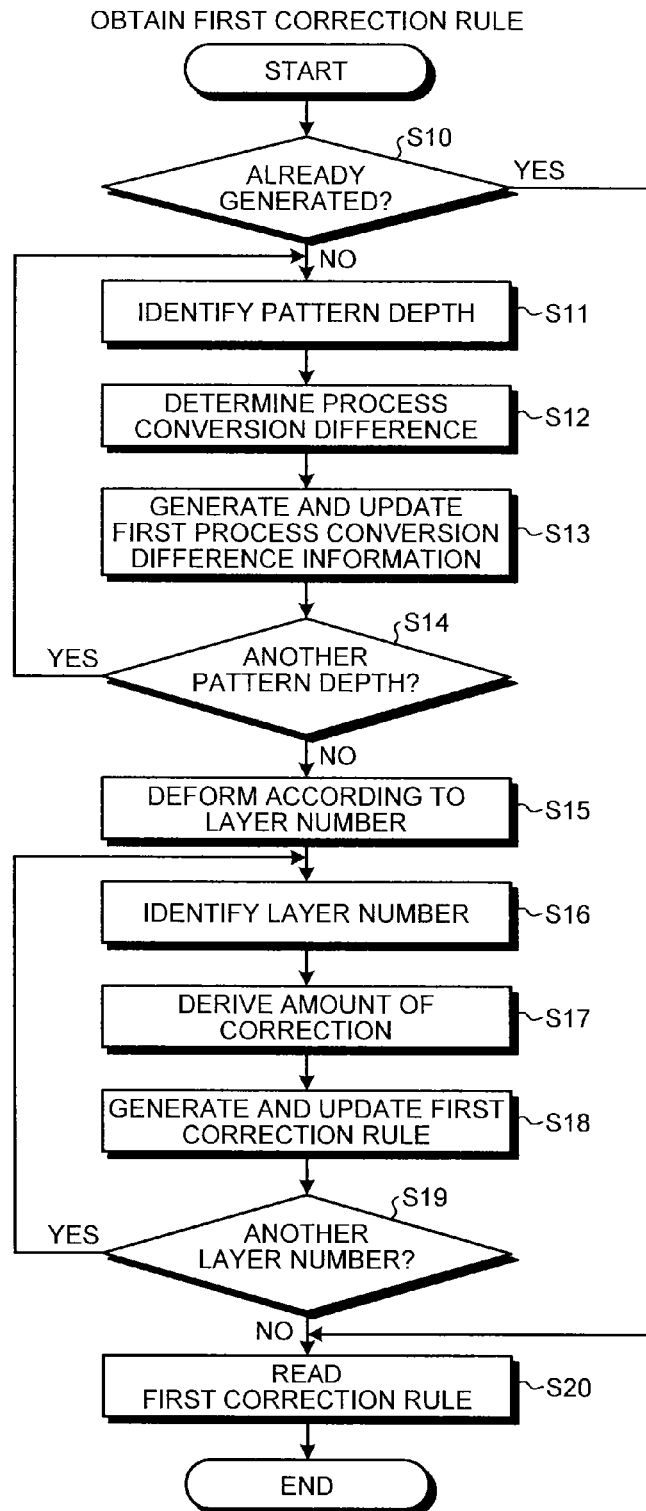 OBTAIN FIRST CORRECTION RULE
START
S10
ALREADY
GENERATED?
YES
NO
IDENTIFY PATTERN DEPTH
S11
DETERMINE PROCESS
CONVERSION DIFFERENCE
S12
GENERATE AND UPDATE
FIRST PROCESS CONVERSION
DIFFERENCE INFORMATION
S13
S14
YES
ANOTHER
PATTERN DEPTH?
NO
DEFORM ACCORDING TO
LAYER NUMBER
S15
IDENTIFY LAYER NUMBER
S16
DERIVE AMOUNT OF
CORRECTION
S17
GENERATE AND UPDATE FIRST
CORRECTION RULE
S18
S19
YES
ANOTHER
LAYER NUMBER?
NO
READ
FIRST CORRECTION RULE
S20
END